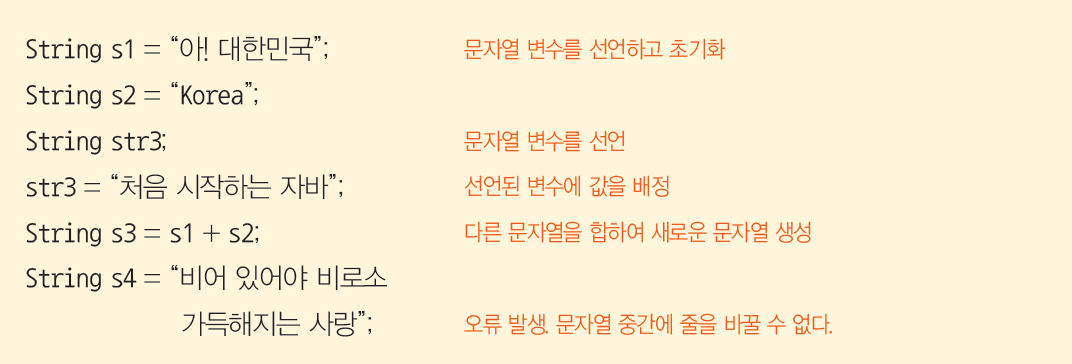 String s1 = “아! 대한민국”; 문자열 변수를 선언하고 초기화
String s2 = “Korea”;
String str3; 문자열 변수를 선언
str3 = “처음 시작하는 자바”; 선언된 변수에 값을 배정
String s3 = s1 + s2; 다른 문자열을 합하여 새로운 문자열 생성
String s4 = “비어 있어야 비로소
가득해지는 사랑”; 오류 발생. 문자열 중간에 줄을 바꿀 수 없다.